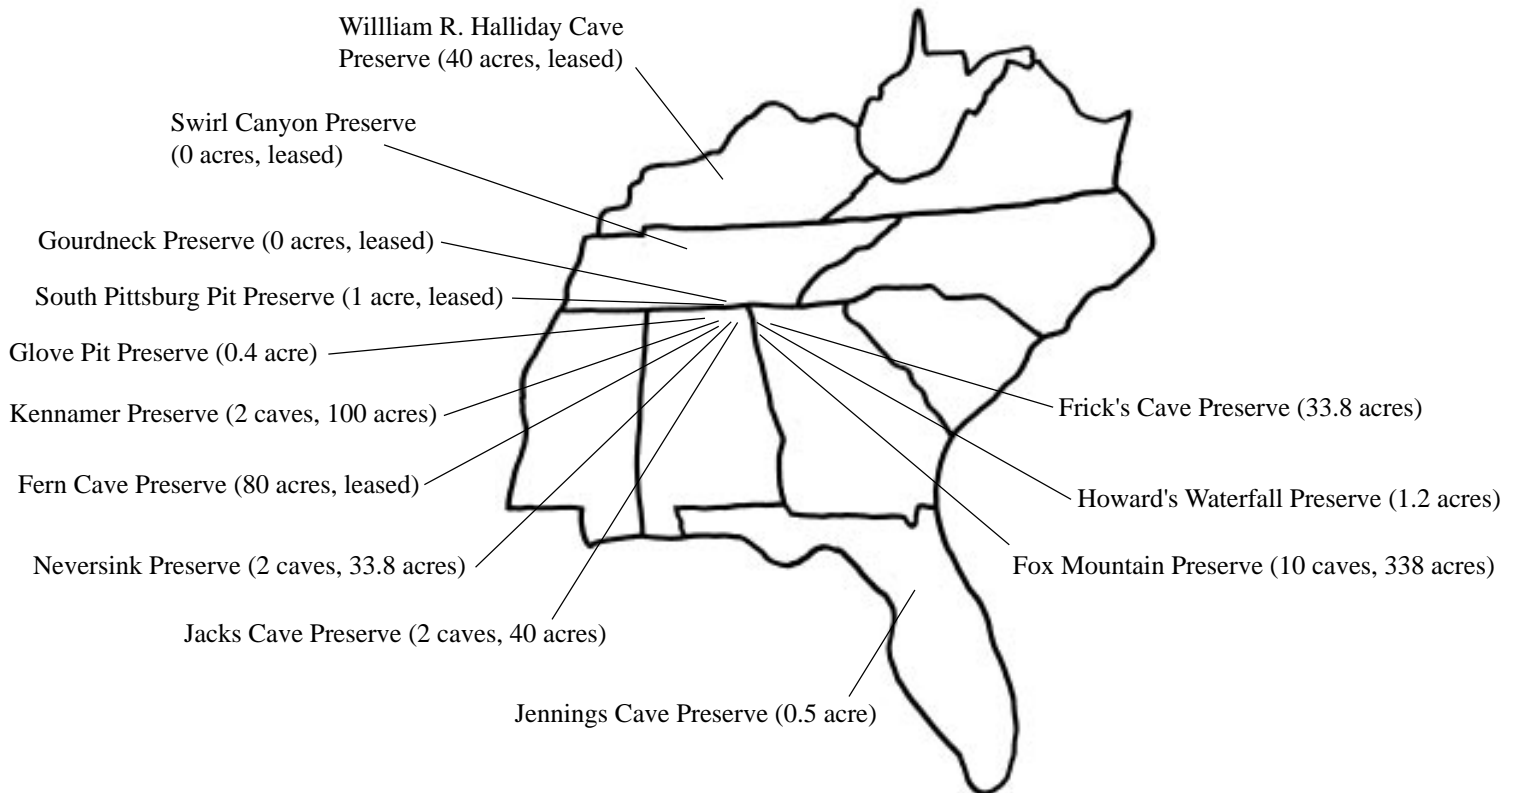 Willliam R. Halliday Cave
Preserve (40 acres, leased)
Swirl Canyon Preserve
(0 acres, leased)
Gourdneck Preserve (0 acres, leased)
South Pittsburg Pit Preserve (1 acre, leased)
Glove Pit Preserve (0.4 acre)
Kennamer Preserve (2 caves, 100 acres)
Fern Cave Preserve (80 acres, leased)
Neversink Preserve (2 caves, 33.8 acres)
Jacks Cave Preserve (2 caves, 40 acres)
Jennings Cave Preserve (0.5 acre)
Frick's Cave Preserve (33.8 acres)
Howard's Waterfall Preserve (1.2 acres)
Fox Mountain Preserve (10 caves, 338 acres)